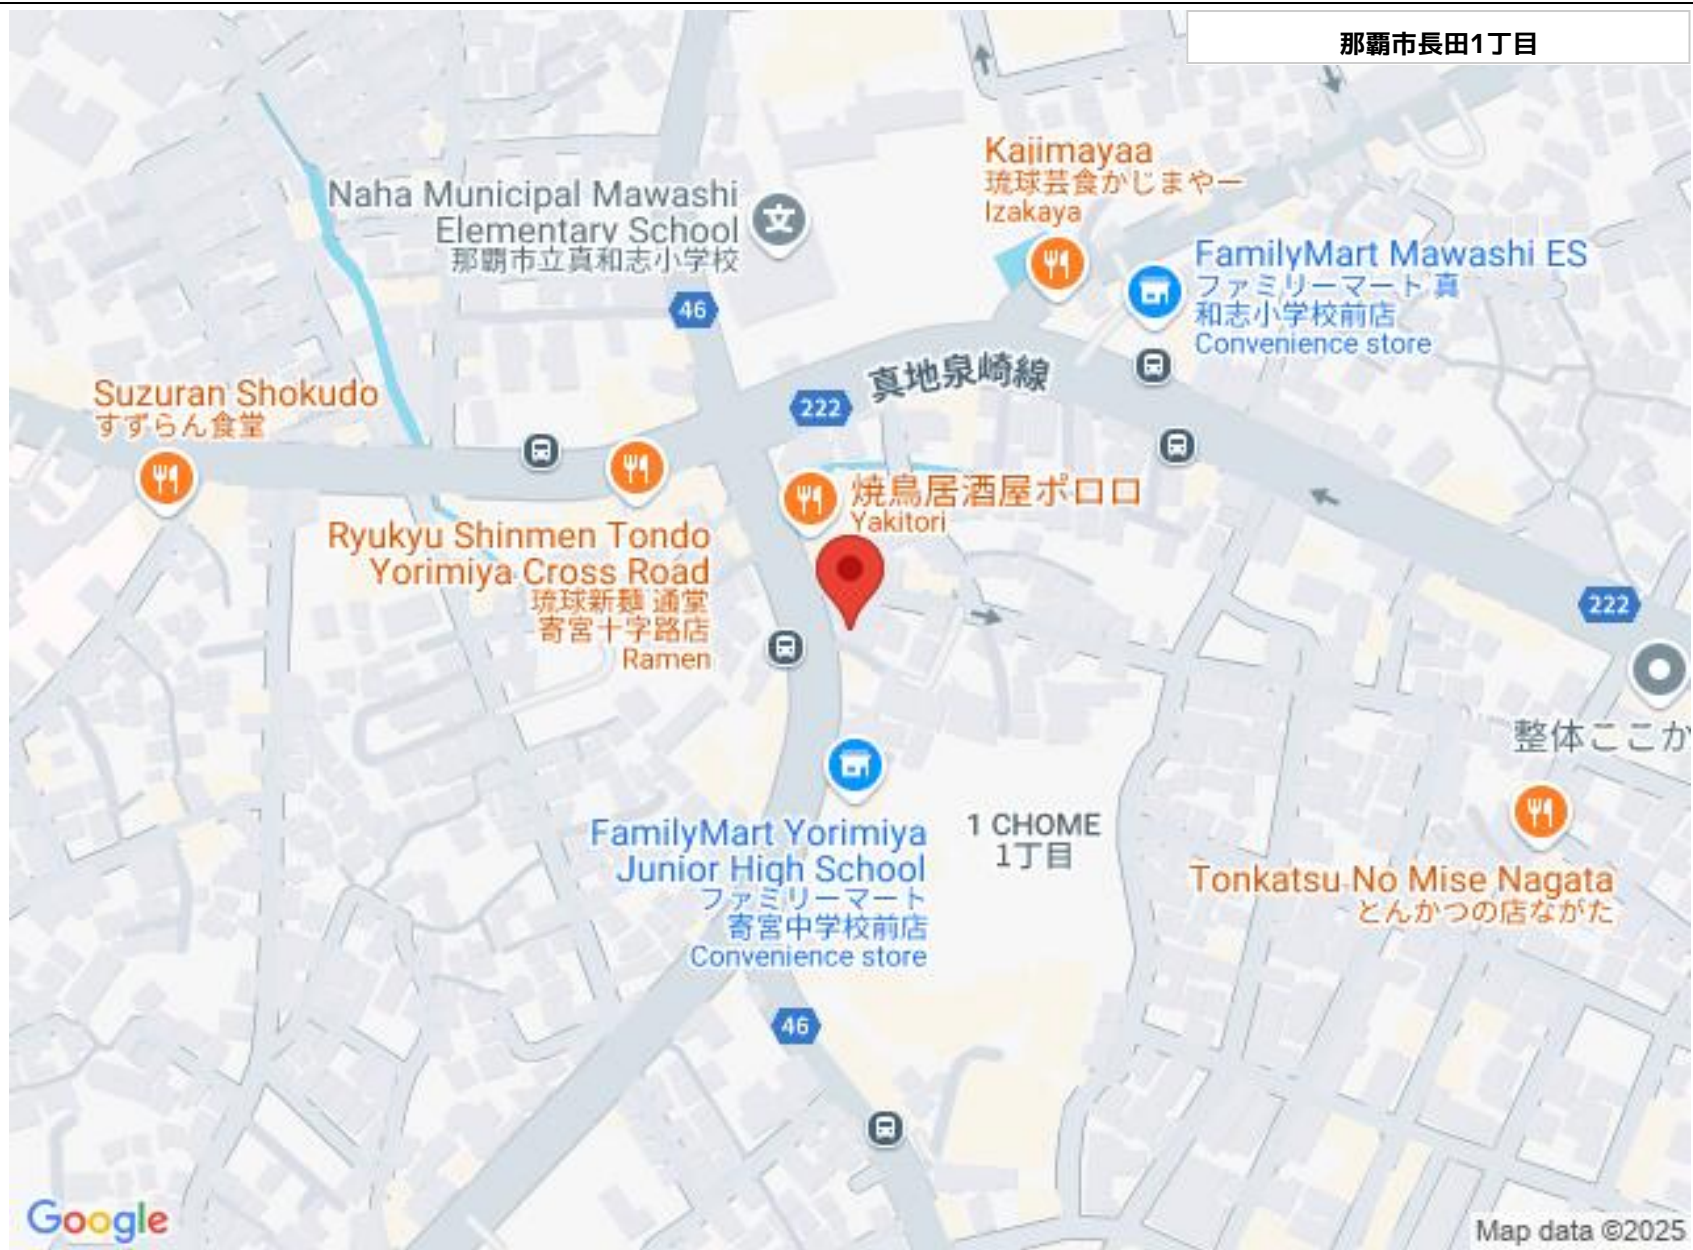 那覇市長田1丁目
Kajimayaa
琉球芸食かじまやー
Izakaya
Naha Municipal Mawashi
Elementary School
那覇市立真和志小学校
文
FamilyMart Mawashi ES
ファミリーマート 真
和志小学校前店
Convenience store
46
真地泉崎線
222
Suzuran Shokudo
すずらん食堂
焼鳥居酒屋ポロロ
Yakitori
Ryukyu Shinmen Tondo
Yorimiya Cross Road
琉球新麺 通堂
寄宮十字路店
Ramen
222
整体ここか
FamilyMart Yorimiya
Junior High School
ファミリーマート
寄宮中学校前店
Convenience store
1 CHOME
1丁目
Tonkatsu No Mise Nagata
とんかつの店ながた
46
Google
Map data ©2025